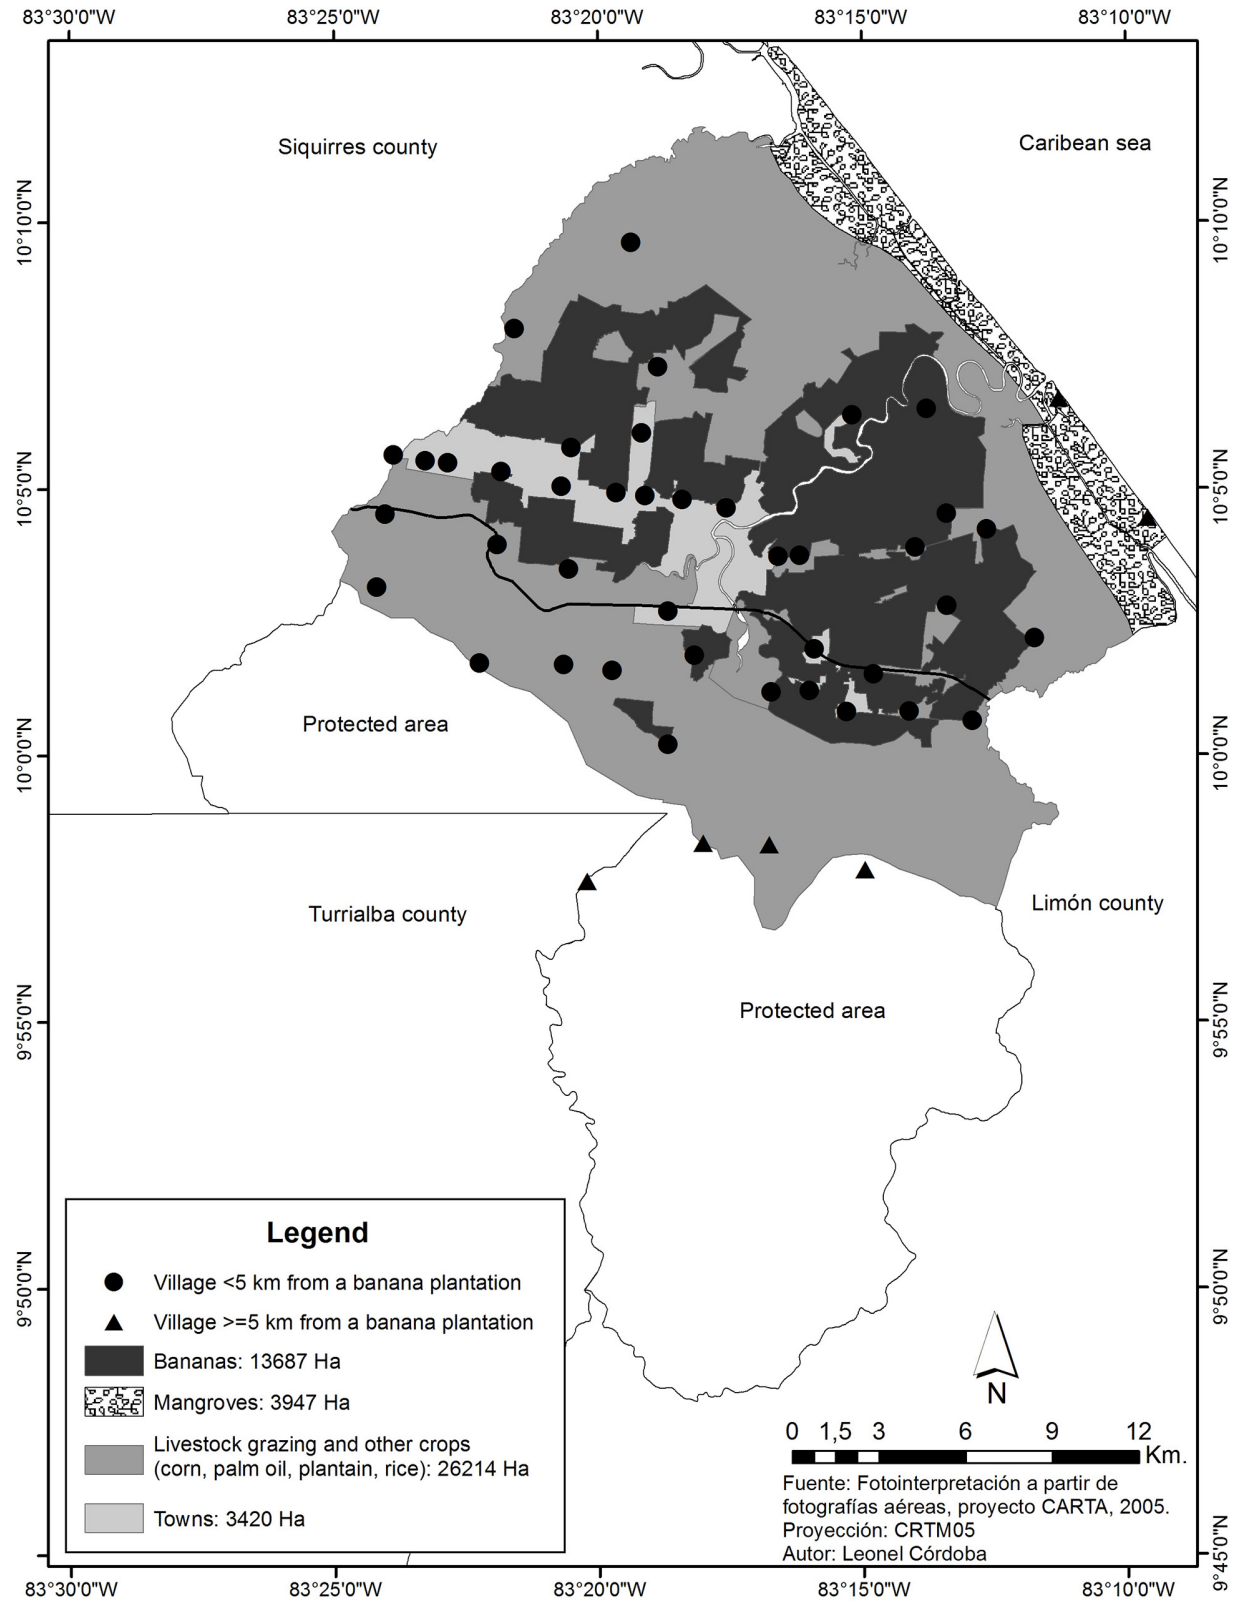 83°30'0"W 83°25'0"W 83°20'0"W 83°15'0"W 83°10'0"W
Siquirres county
Caribean sea
10°10'0"N
10°10'0"N
10°5'0"N
10°5'0"N
Protected area
10°0'0"N
10°0'0"N
Turrialba county
Limón county
Protected area
9°55'0"N
9°55'0"N
9°50'0"N
9°50'0"N
Legend
Village <5 km from a banana plantation
Village >=5 km from a banana plantation
Bananas: 13687 Ha
Mangroves: 3947 Ha
Livestock grazing and other crops
(corn, palm oil, plantain, rice): 26214 Ha
Towns: 3420 Ha
N
0 1,5 3 6 9 12
Km.
Fuente: Fotointerpretación a partir de
fotografías aéreas, proyecto CARTA, 2005.
Proyección: CRTM05
Autor: Leonel Córdoba
9°45'0"N
83°30'0"W 83°25'0"W 83°20'0"W 83°15'0"W 83°10'0"W